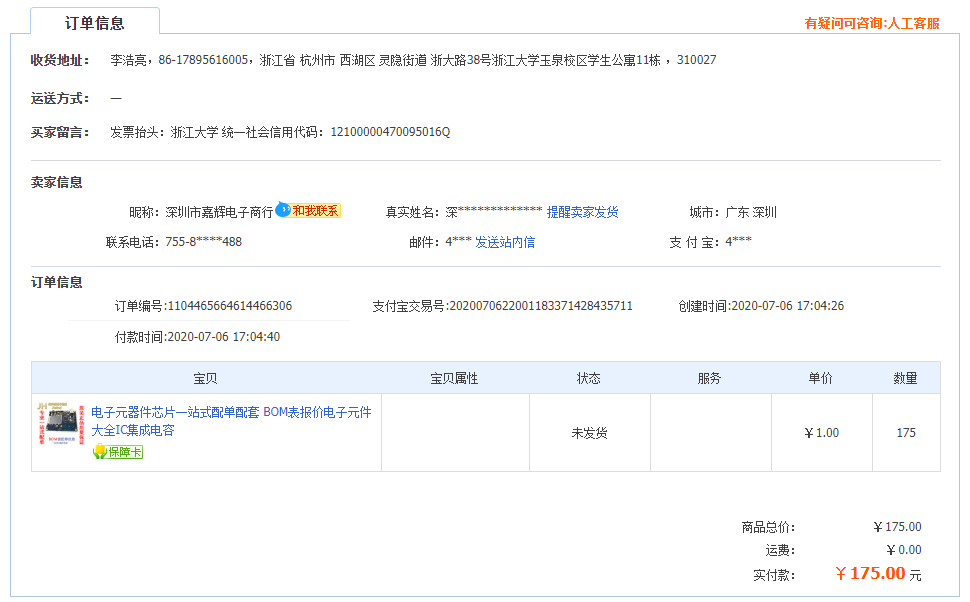 订单信息
有疑问可咨询:人工客服
收货地址： 李浩亮，86-17895616005，浙江省 杭州市 西湖区 灵隐街道 浙大路38号浙江大学玉泉校区学生公寓11栋 ，310027
运送方式： —
买家留言： 发票抬头：浙江大学 统一社会信用代码：12100000470095016Q
卖家信息
昵称：深圳市嘉辉电子商行 和我联系 真实姓名：深************* 提醒卖家发货 城市：广东 深圳
联系电话：755-8****488 邮件：4*** 发送站内信 支 付 宝：4***
订单信息
订单编号:1104465664614466306 支付宝交易号:2020070622001183371428435711 创建时间:2020-07-06 17:04:26
付款时间:2020-07-06 17:04:40
宝贝 宝贝属性 状态 服务 单价 数量
电子元器件芯片一站式配单配套 BOM表报价电子元件
大全IC集成电容
保障卡
未发货 ￥1.00 175
商品总价： ￥175.00
运费： ￥0.00
实付款： ￥175.00 元